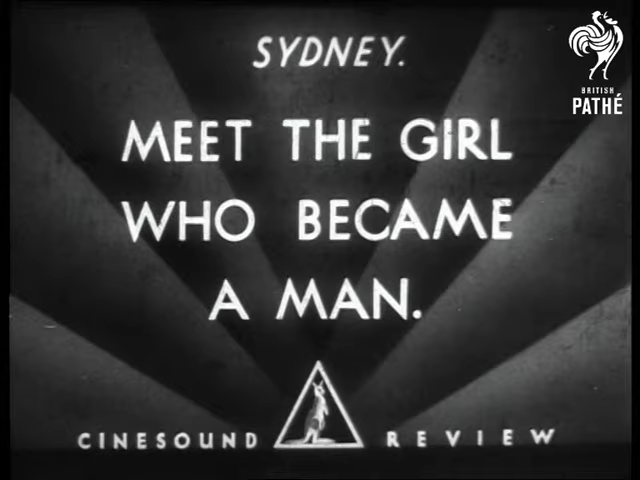 SYDNEY.
BRITISH
PATHÉ
MEET THE GIRL
WHO BECAME
A MAN.
CINESOUND REVIEW